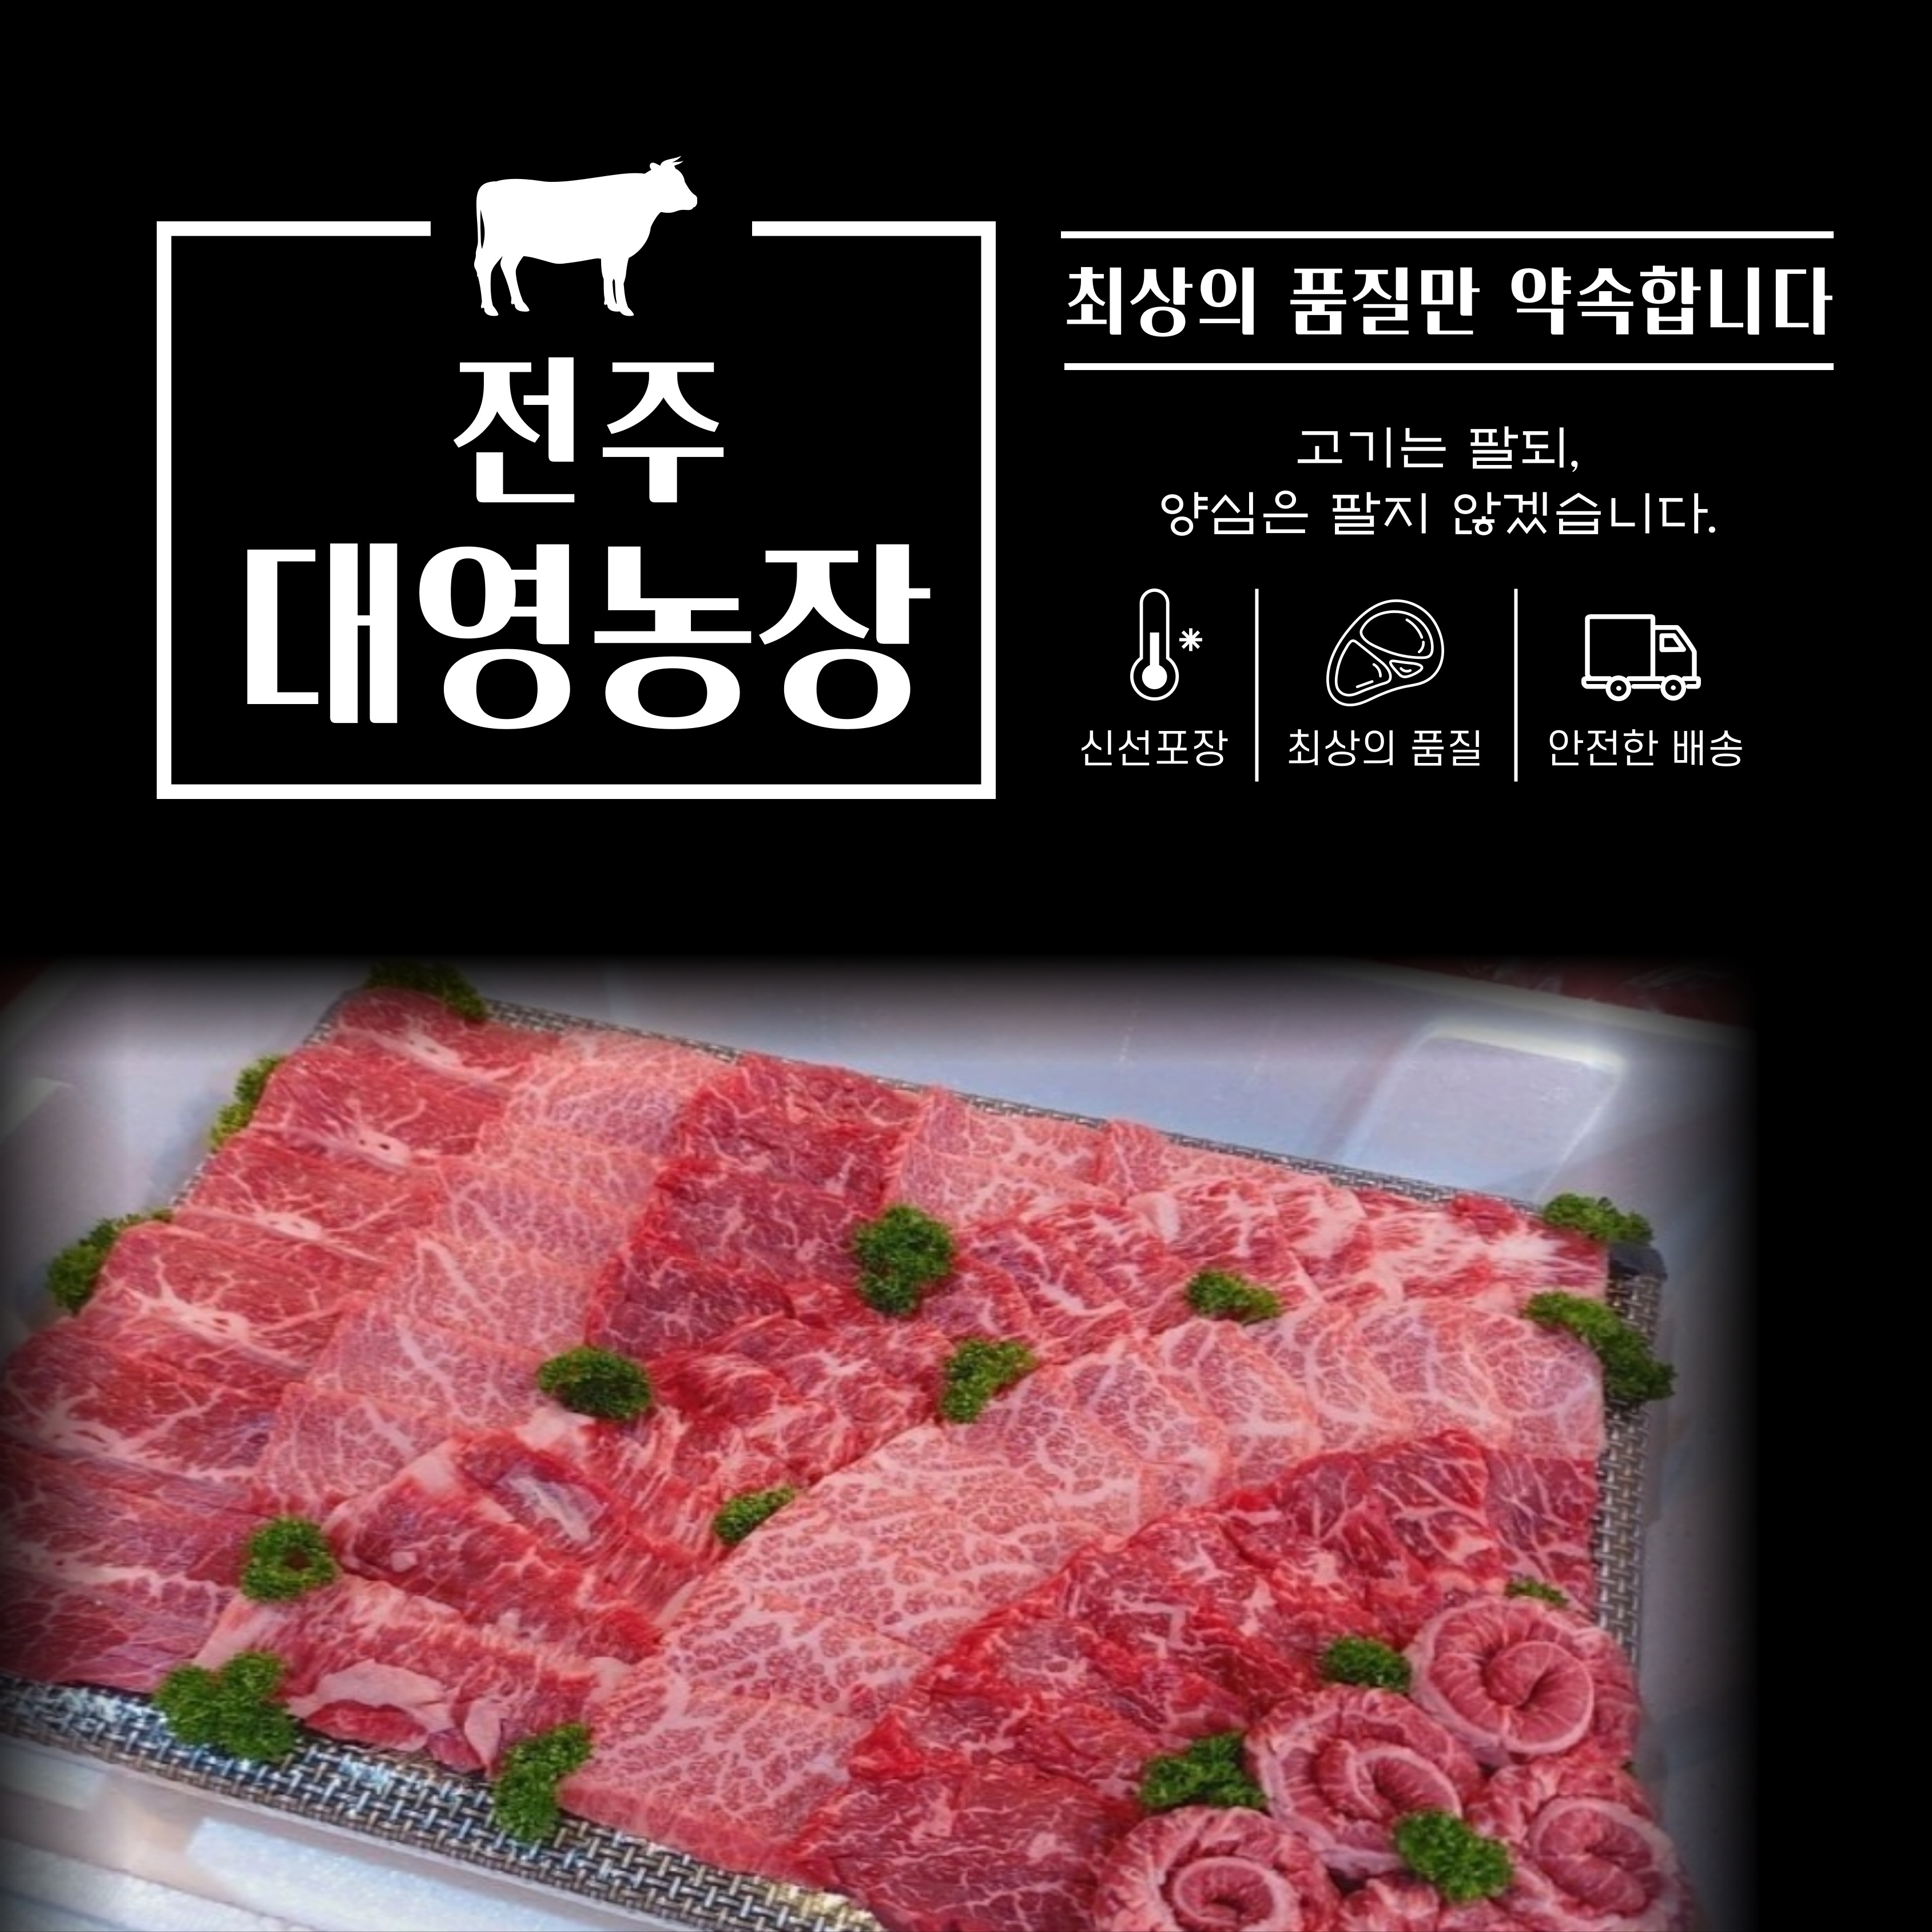 전주
대영농장
최상의 품질만 약속합니다
고기는 팔되,
양심은 팔지 않겠습니다.
신선포장
최상의 품질
안전한 배송